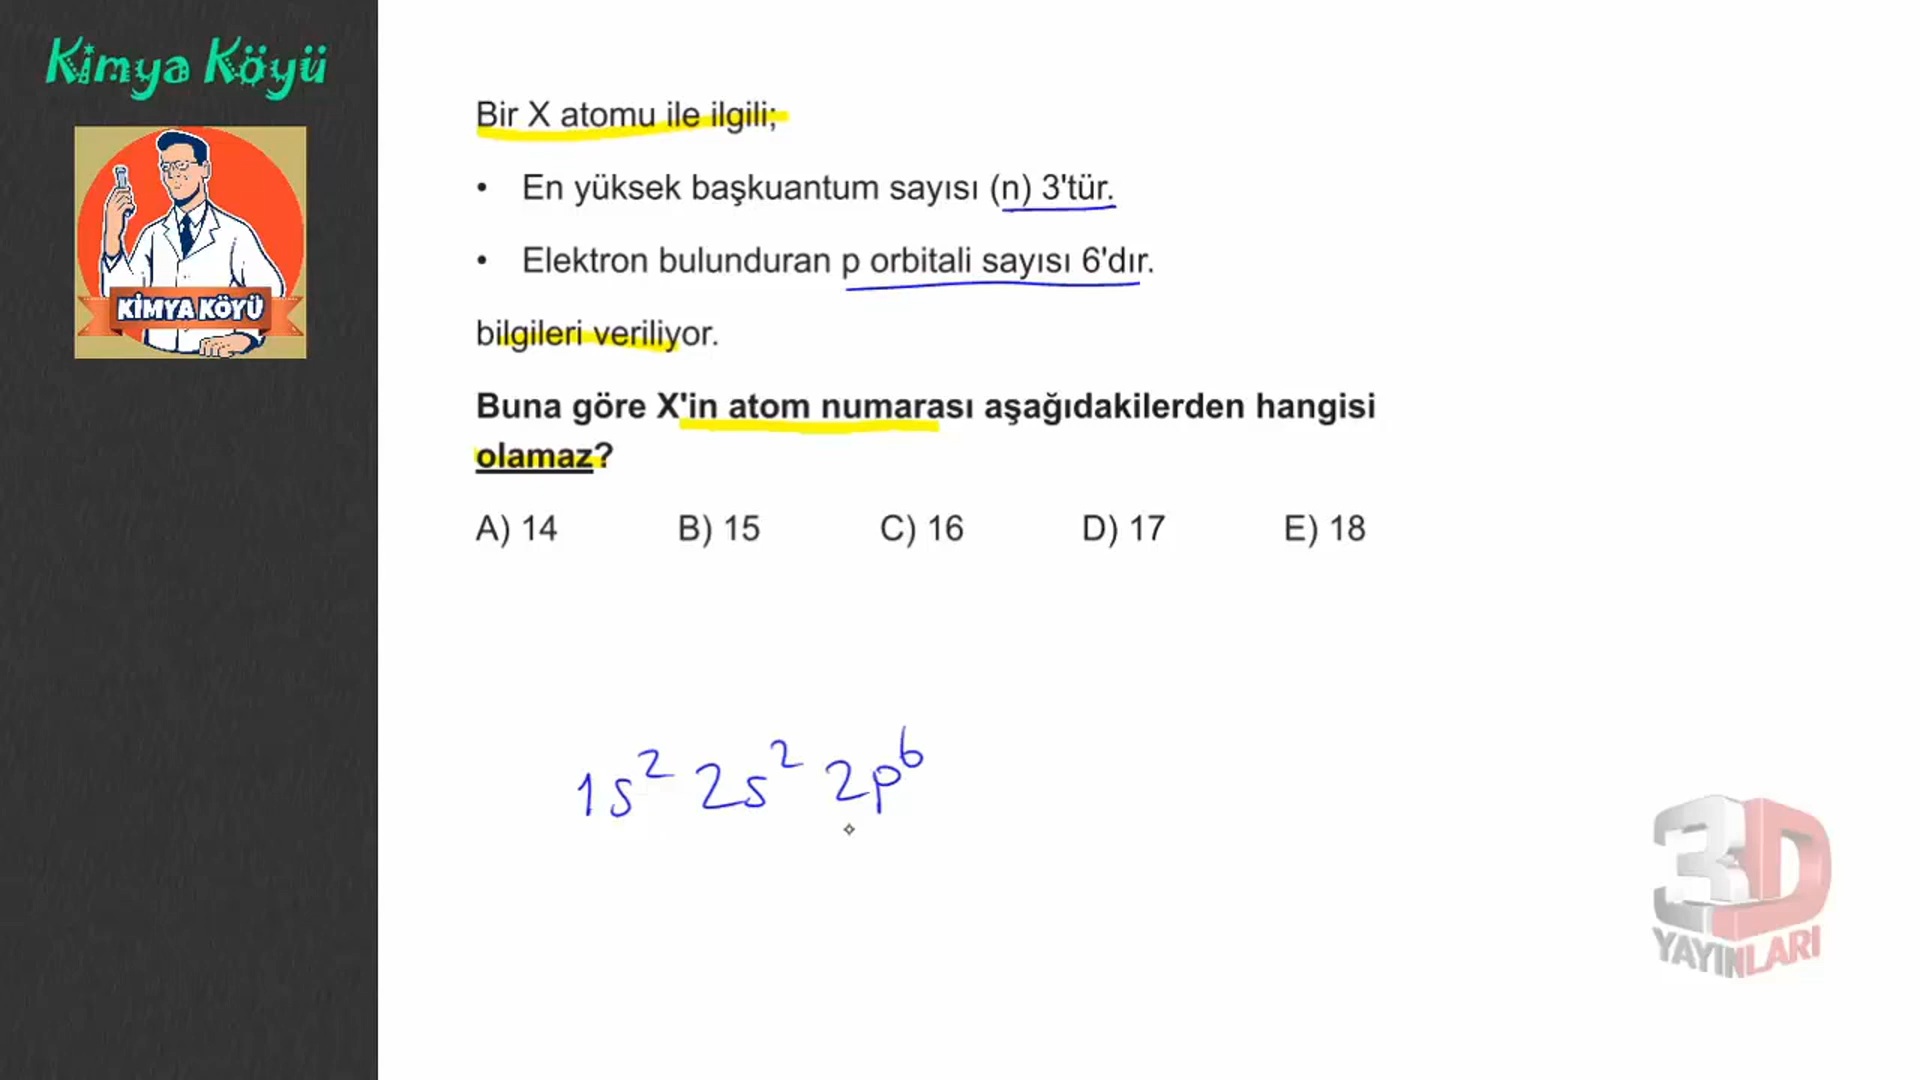 Kimya Köyü
KİMYA KÖYÜ
Bir X atomu ile ilgili;
• En yüksek başkuantum sayısı (n) 3'tür.
• Elektron bulunduran p orbitali sayısı 6'dır.
bilgileri veriliyor.
Buna göre X'in atom numarası aşağıdakilerden hangisi
olamaz?
A) 14 B) 15 C) 16 D) 17 E) 18
1s² 2s² 2p⁶
3D
YAYINLARI